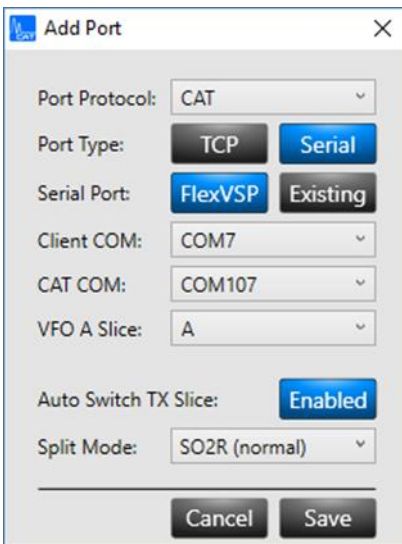 CAT Add Port
Port Protocol: CAT
Port Type: TCP Serial
Serial Port: FlexVSP Existing
Client COM: COM7
CAT COM: COM107
VFO A Slice: A
Auto Switch TX Slice: Enabled
Split Mode: SO2R (normal)
Cancel Save